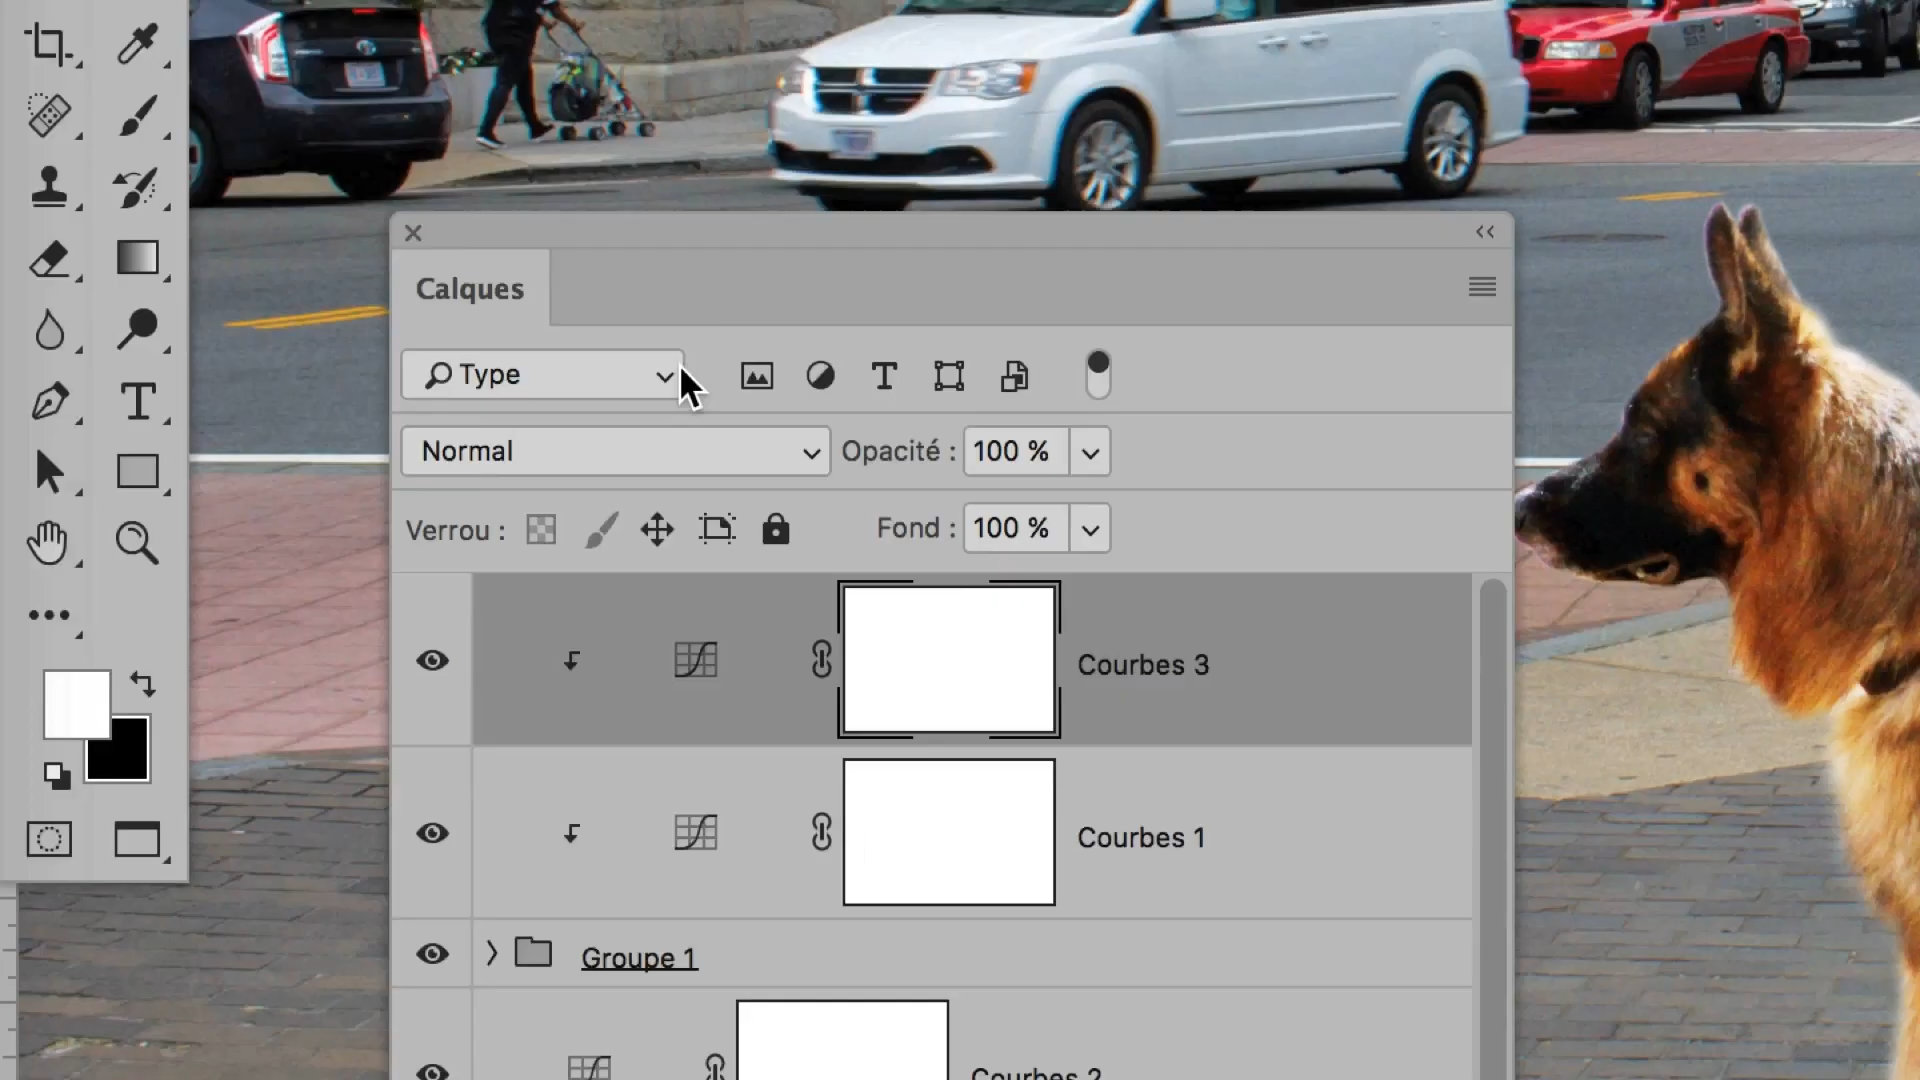 Calques
Type
Normal
Opacité :
100 %
Verrou :
Fond :
100 %
Courbes 3
Courbes 1
Groupe 1
Courbes 2